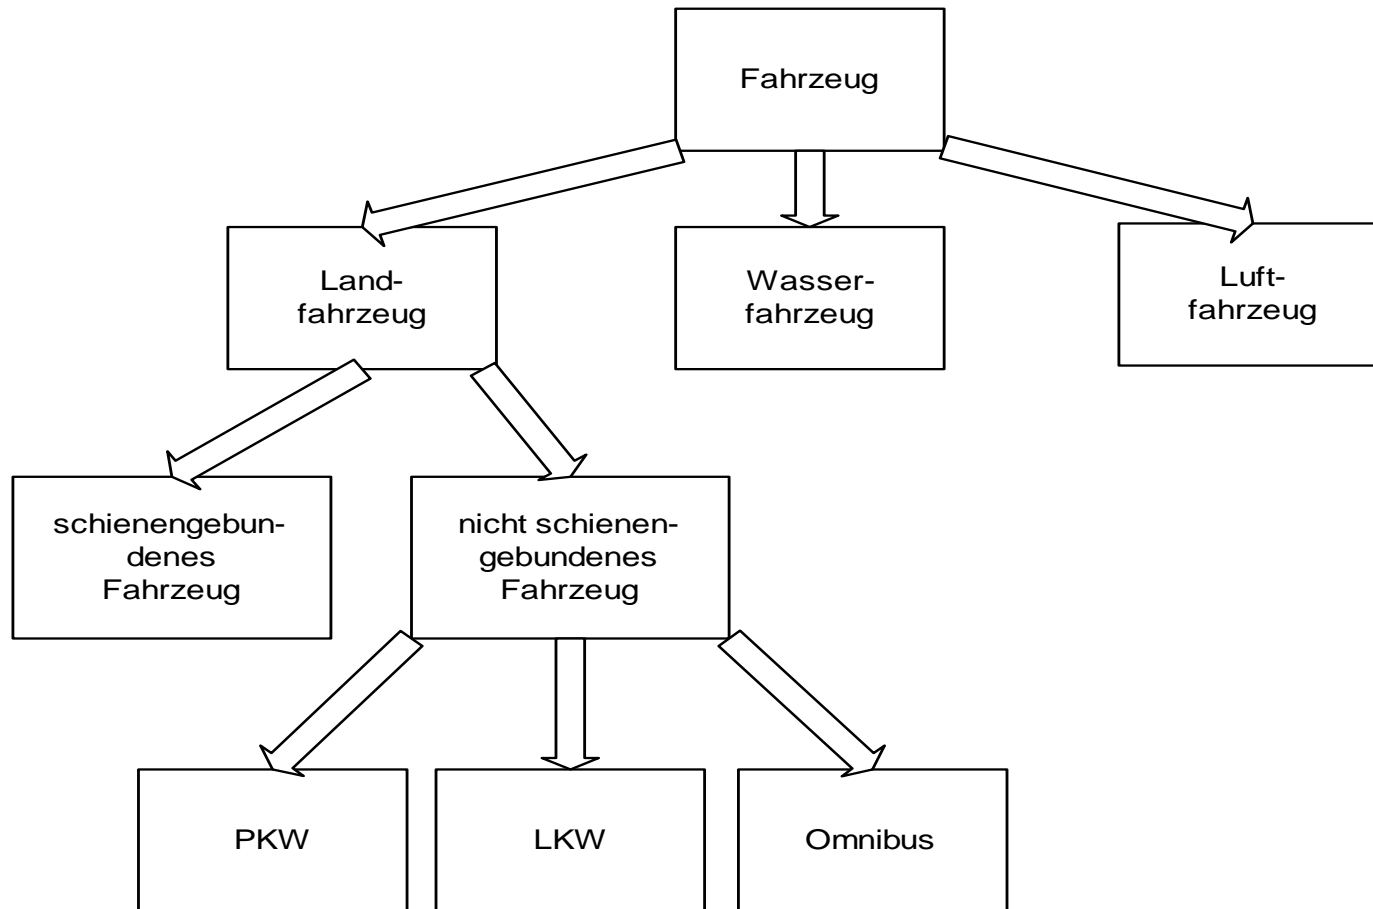 Fahrzeug
Land-
fahrzeug
Wasser-
fahrzeug
Luft-
fahrzeug
schienengebun-
denes
Fahrzeug
nicht schienen-
gebundenes
Fahrzeug
PKW
LKW
Omnibus